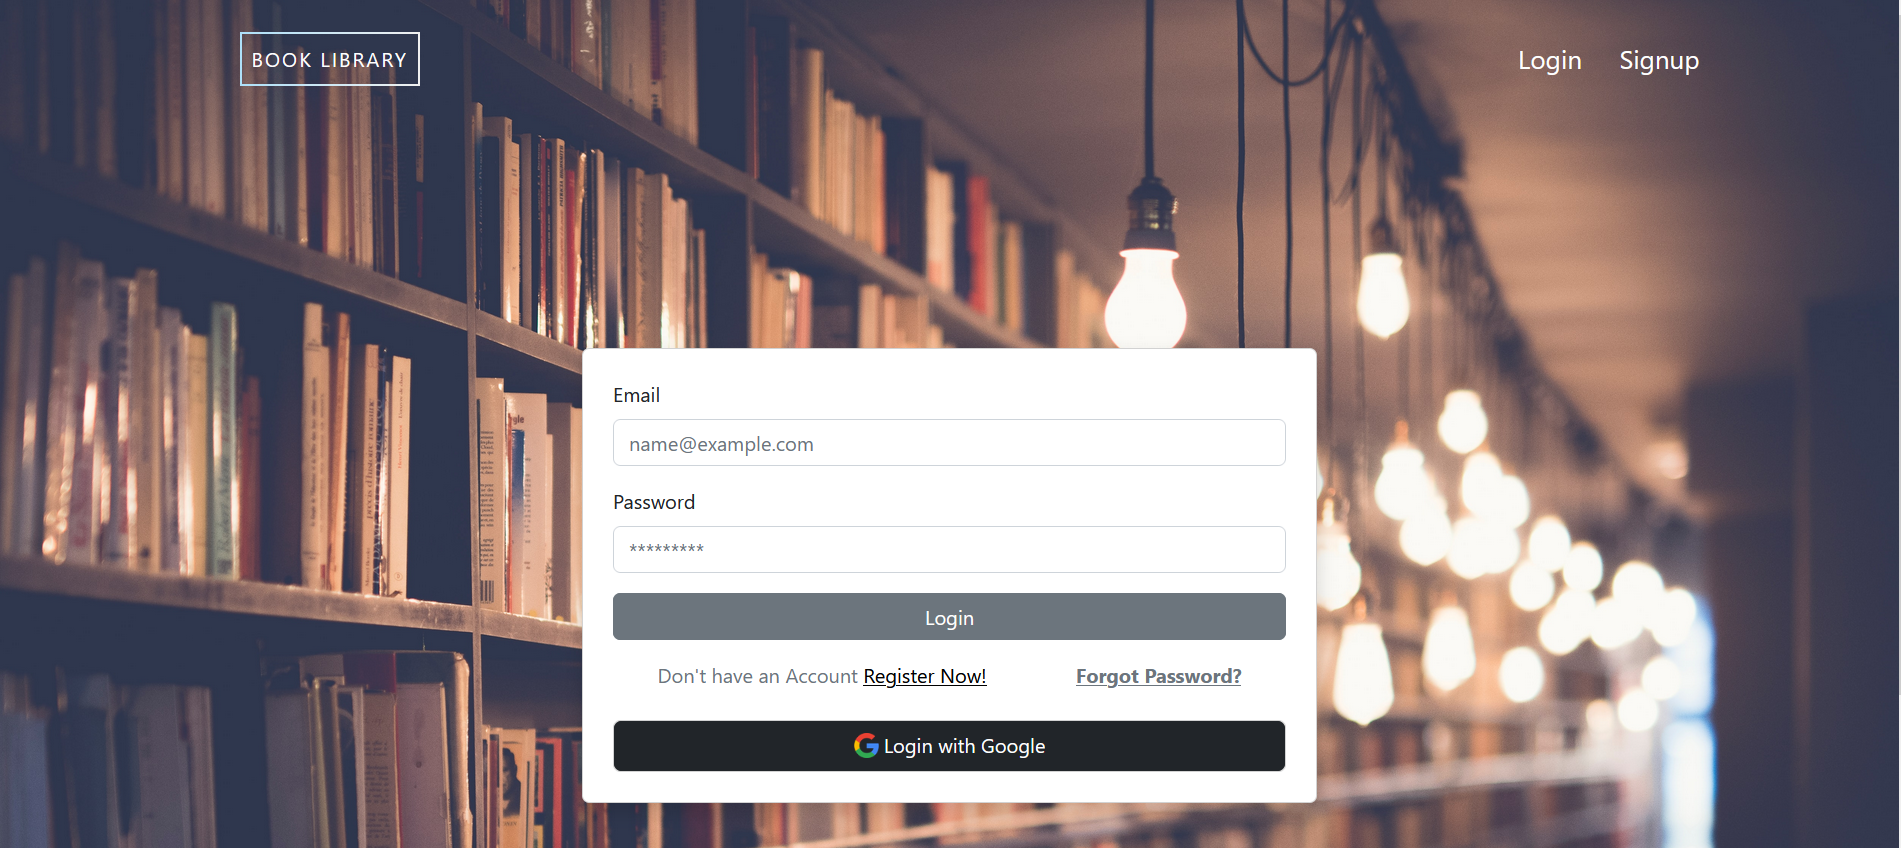 BOOK LIBRARY
Login Signup
Email
name@example.com
Password
*********
Login
Don't have an Account Register Now! Forgot Password?
Login with Google